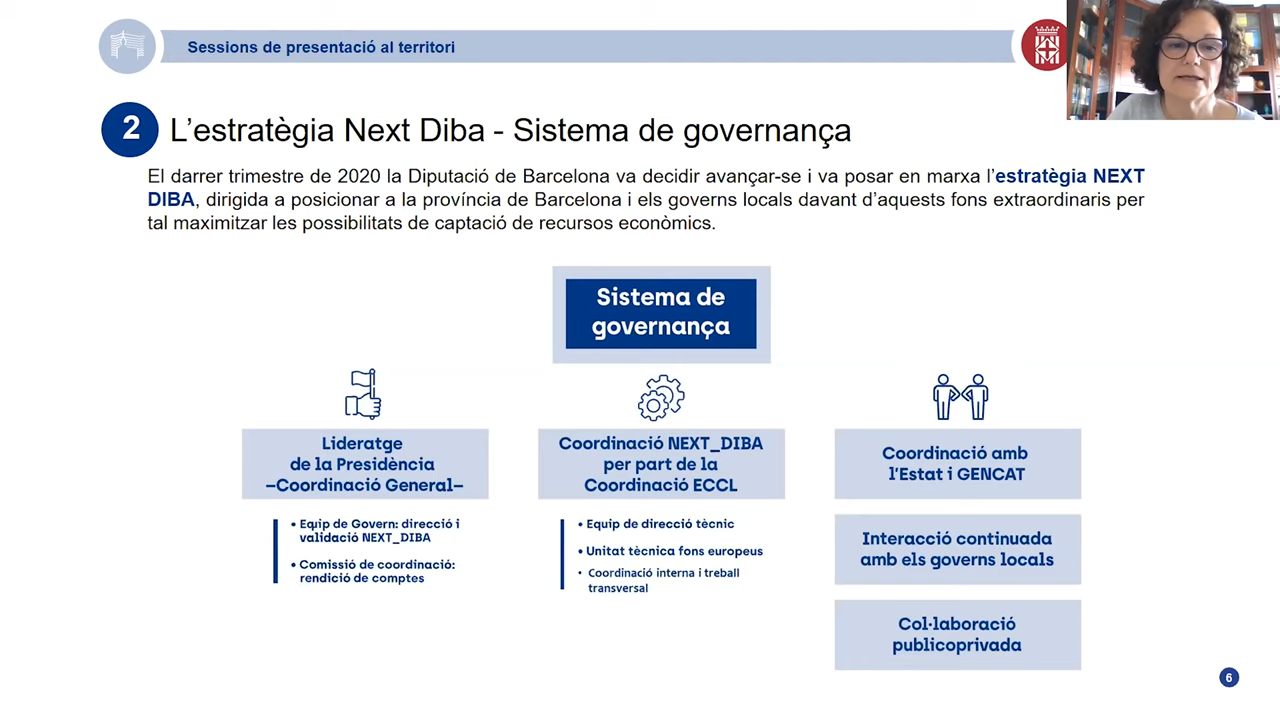 Sessions de presentació al territori
2
L'estratègia Next Diba - Sistema de governança
El darrer trimestre de 2020 la Diputació de Barcelona va decidir avançar-se i va posar en marxa l'estratègia NEXT
DIBA, dirigida a posicionar a la província de Barcelona i els governs locals davant d'aquests fons extraordinaris per
tal maximitzar les possibilitats de captació de recursos econòmics.
Sistema de
governança
Lideratge
de la Presidència
–Coordinació General–
• Equip de Govern: direcció i
validació NEXT_DIBA
• Comissió de coordinació:
rendició de comptes
Coordinació NEXT_DIBA
per part de la
Coordinació ECCL
• Equip de direcció tècnic
• Unitat tècnica fons europeus
• Coordinació interna i treball
transversal
Coordinació amb
l'Estat i GENCAT
Interacció continuada
amb els governs locals
Col·laboració
publicoprivada
6